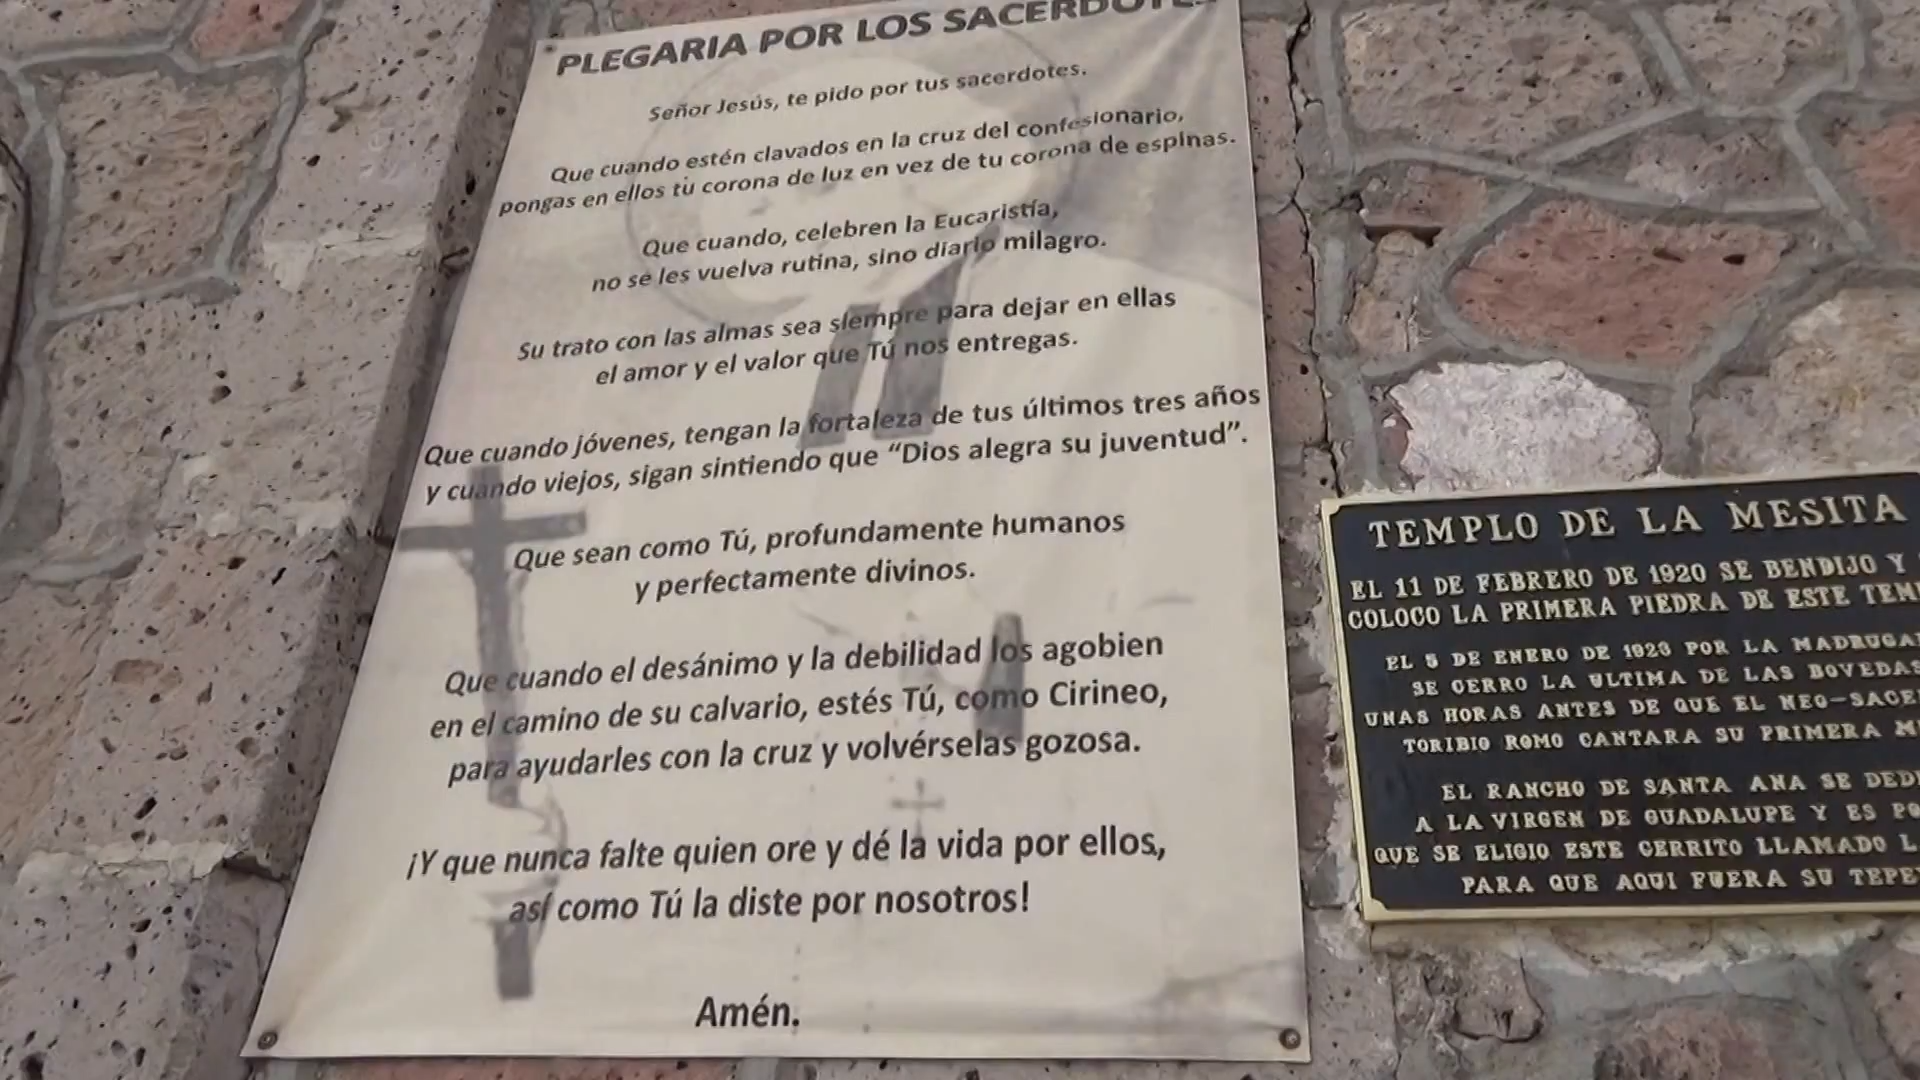 PLEGARIA POR LOS SACERDOTES
Señor Jesús, te pido por tus sacerdotes.
Que cuando estén clavados en la cruz del confesionario,
pongas en ellos tu corona de luz en vez de tu corona de espinas.
Que cuando, celebren la Eucaristía,
no se les vuelva rutina, sino diario milagro.
Su trato con las almas sea siempre para dejar en ellas
el amor y el valor que Tú nos entregas.
Que cuando jóvenes, tengan la fortaleza de tus últimos tres años
y cuando viejos, sigan sintiendo que “Dios alegra su juventud”.
Que sean como Tú, profundamente humanos
y perfectamente divinos.
Que cuando el desánimo y la debilidad los agobien
en el camino de su calvario, estés Tú, como Cirineo,
para ayudarles con la cruz y volvérselas gozosa.
¡Y que nunca falte quien ore y dé la vida por ellos,
así como Tú la diste por nosotros!
Amén.
TEMPLO DE LA MESITA
EL 11 DE FEBRERO DE 1920 SE BENDIJO Y
COLOCO LA PRIMERA PIEDRA DE ESTE
EL 5 DE ENERO DE 1923 POR LA
SE CERRO LA ULTIMA DE LAS BOVEDAS
UNAS HORAS ANTES DE QUE EL
TORIBIO ROMO CANTARA SU PRIMERA
EL RANCHO DE SANTA ANA SE
A LA VIRGEN DE GUADALUPE Y ES
QUE SE ELIGIO ESTE CERRITO LLAMADO
PARA QUE AQUI FUERA SU